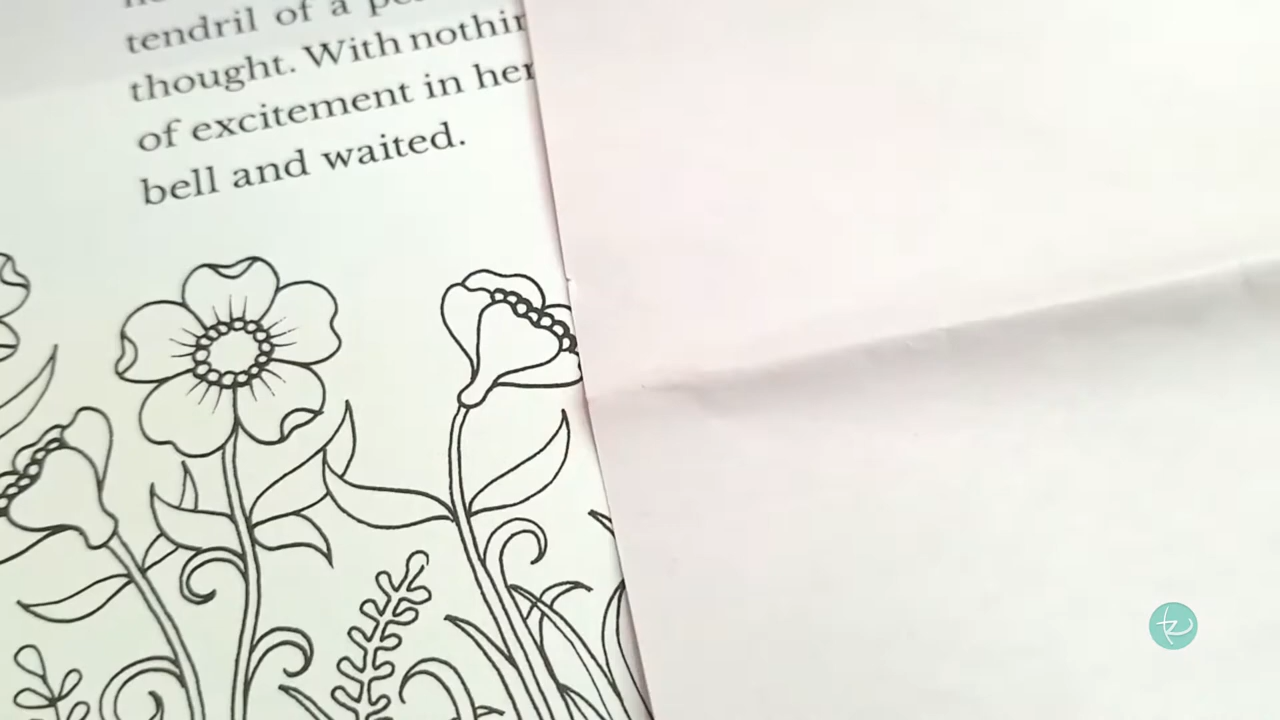 tendril of a
thought. With
of excitement in her
bell and waited.